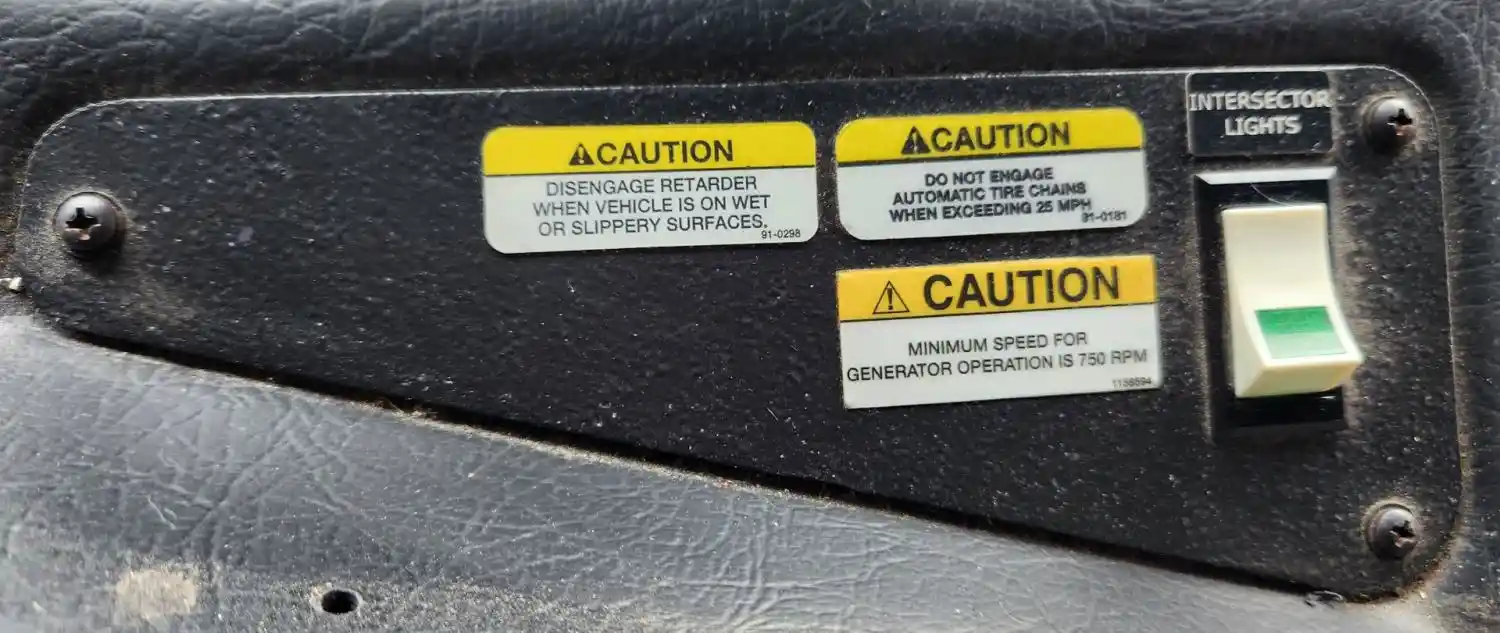 CAUTION
DISENGAGE RETARDER
WHEN VEHICLE IS ON WET
OR SLIPPERY SURFACES.
91-0298
CAUTION
DO NOT ENGAGE
AUTOMATIC TIRE CHAINS
WHEN EXCEEDING 25 MPH
91-0181
CAUTION
MINIMUM SPEED FOR
GENERATOR OPERATION IS 750 RPM
1159594
INTERSECTOR
LIGHTS